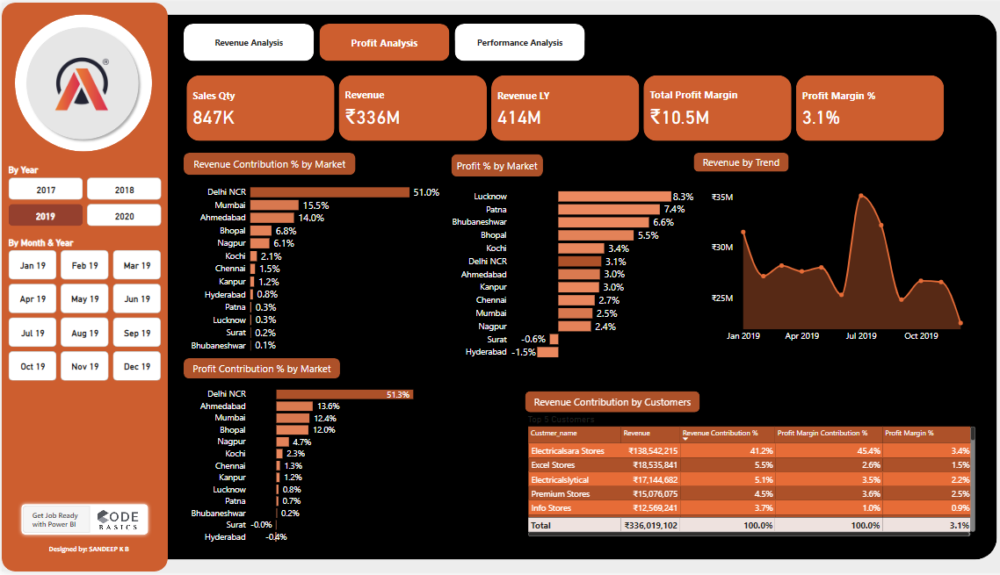 ®
By Year
2017 2018
2019 2020
By Month & Year
Jan 19 Feb 19 Mar 19
Apr 19 May 19 Jun 19
Jul 19 Aug 19 Sep 19
Oct 19 Nov 19 Dec 19
Get Job Ready
with Power BI
CODE
BASICS
Designed by: SANDEEP K B
Revenue Analysis Profit Analysis Performance Analysis
Sales Qty
847K
Revenue
₹336M
Revenue LY
414M
Total Profit Margin
₹10.5M
Profit Margin %
3.1%
Revenue Contribution % by Market
Delhi NCR 51.0%
Mumbai 15.5%
Ahmedabad 14.0%
Bhopal 6.8%
Nagpur 6.1%
Kochi 2.1%
Chennai 1.5%
Kanpur 1.2%
Hyderabad 0.8%
Patna 0.3%
Lucknow 0.3%
Surat 0.2%
Bhubaneshwar 0.1%
Profit % by Market
Lucknow 8.3%
Patna 7.4%
Bhubaneshwar 6.6%
Bhopal 5.5%
Kochi 3.4%
Delhi NCR 3.1%
Ahmedabad 3.0%
Kanpur 3.0%
Chennai 2.7%
Mumbai 2.5%
Nagpur 2.4%
Surat -0.6%
Hyderabad -1.5%
Revenue by Trend
₹35M
₹30M
₹25M
Jan 2019 Apr 2019 Jul 2019 Oct 2019
Profit Contribution % by Market
Delhi NCR 51.3%
Ahmedabad 13.6%
Mumbai 12.4%
Bhopal 12.0%
Nagpur 4.7%
Kochi 2.3%
Chennai 1.3%
Kanpur 1.2%
Lucknow 0.8%
Patna 0.7%
Bhubaneshwar 0.2%
Surat -0.0%
Hyderabad -0.4%
Revenue Contribution by Customers
Top 5 Customers
Custmer_name Revenue Revenue Contribution % Profit Margin Contribution % Profit Margin %
Electricalsara Stores ₹138,542,215 41.2% 45.4% 3.4%
Excel Stores ₹18,535,841 5.5% 2.6% 1.5%
Electricalslytical ₹17,144,682 5.1% 3.5% 2.2%
Premium Stores ₹15,076,075 4.5% 3.6% 2.5%
Info Stores ₹12,569,241 3.7% 1.0% 0.9%
Total ₹336,019,102 100.0% 100.0% 3.1%